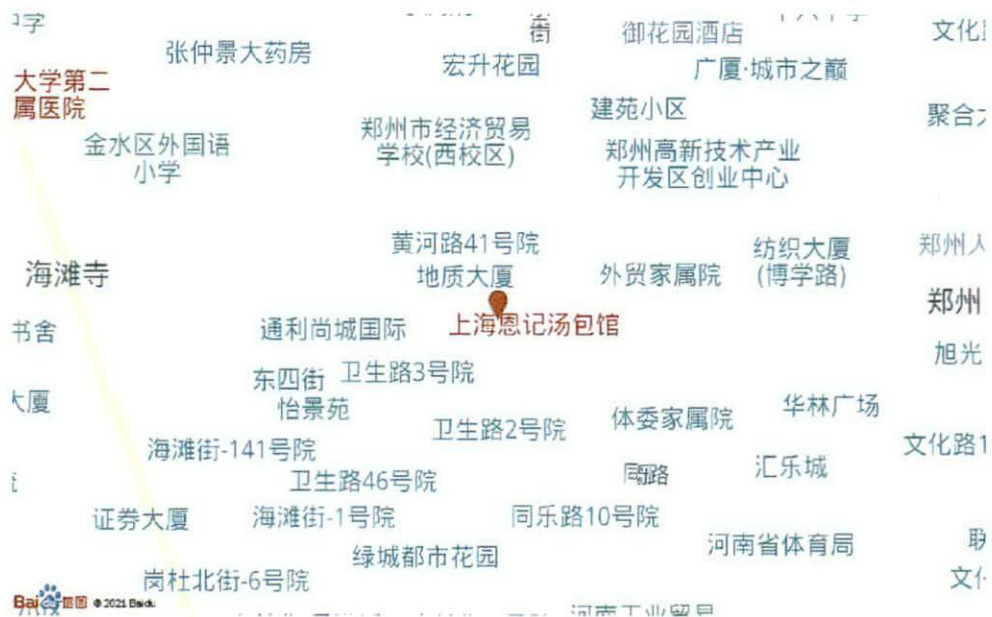 街
御花园酒店
张仲景大药房
宏升花园
广厦·城市之巅
大学第二
属医院
建苑小区
聚合
金水区外国语
小学
郑州市经济贸易
学校(西校区)
郑州高新技术产业
开发区创业中心
黄河路41号院
纺织大厦
(博学路)
郑州人
海滩寺
地质大厦
外贸家属院
郑州
书舍
通利尚城国际
上海恩记汤包馆
旭光
东四街
卫生路3号院
怡景苑
大厦
卫生路2号院
体委家属院
华林广场
海滩街-141号院
文化路1
卫生路46号院
汇乐城
证券大厦
海滩街-1号院
同乐路10号院
河南省体育局
绿城都市花园
岗杜北街-6号院
Bai du 地图 © 2021 Baidu